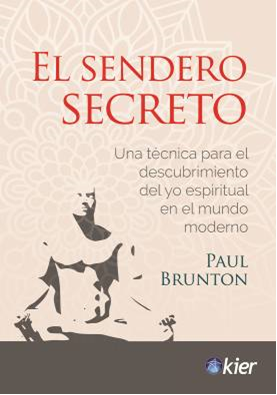 EL SENDERO
SECRETO
Una técnica para el
descubrimiento
del yo espiritual
en el mundo
moderno
PAUL
BRUNTON
kier